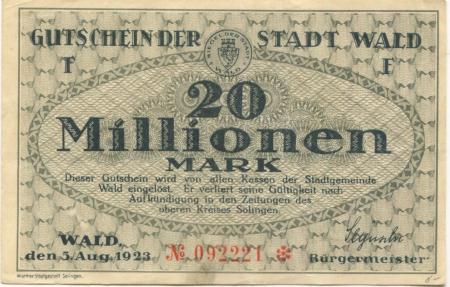 GUTSCHEIN DER STADT WALD
T F
20
Millionen
MARK
Dieser Gutschein wird von allen Kassen der Stadtgemeinde
Wald eingelöst. Er verliert seine Gültigkeit nach
Aufkündigung in den Zeitungen des
oberen Kreises Solingen.
WALD,
den 5. Aug. 1923. № 092221 ✻ Bürgermeister